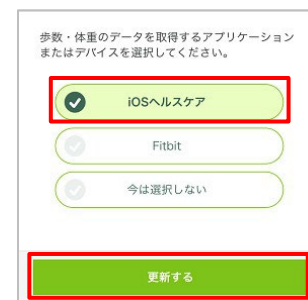 歩数・体重のデータを取得するアプリケーション
またはデバイスを選択してください。
iOSヘルスケア
Fitbit
今は選択しない
更新する